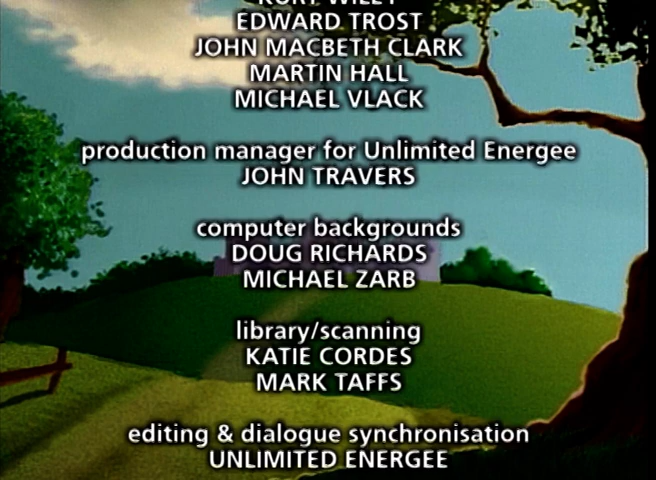 EDWARD TROST
JOHN MACBETH CLARK
MARTIN HALL
MICHAEL VLACK
production manager for Unlimited Energee
JOHN TRAVERS
computer backgrounds
DOUG RICHARDS
MICHAEL ZARB
library/scanning
KATIE CORDES
MARK TAFFS
editing & dialogue synchronisation
UNLIMITED ENERGEE